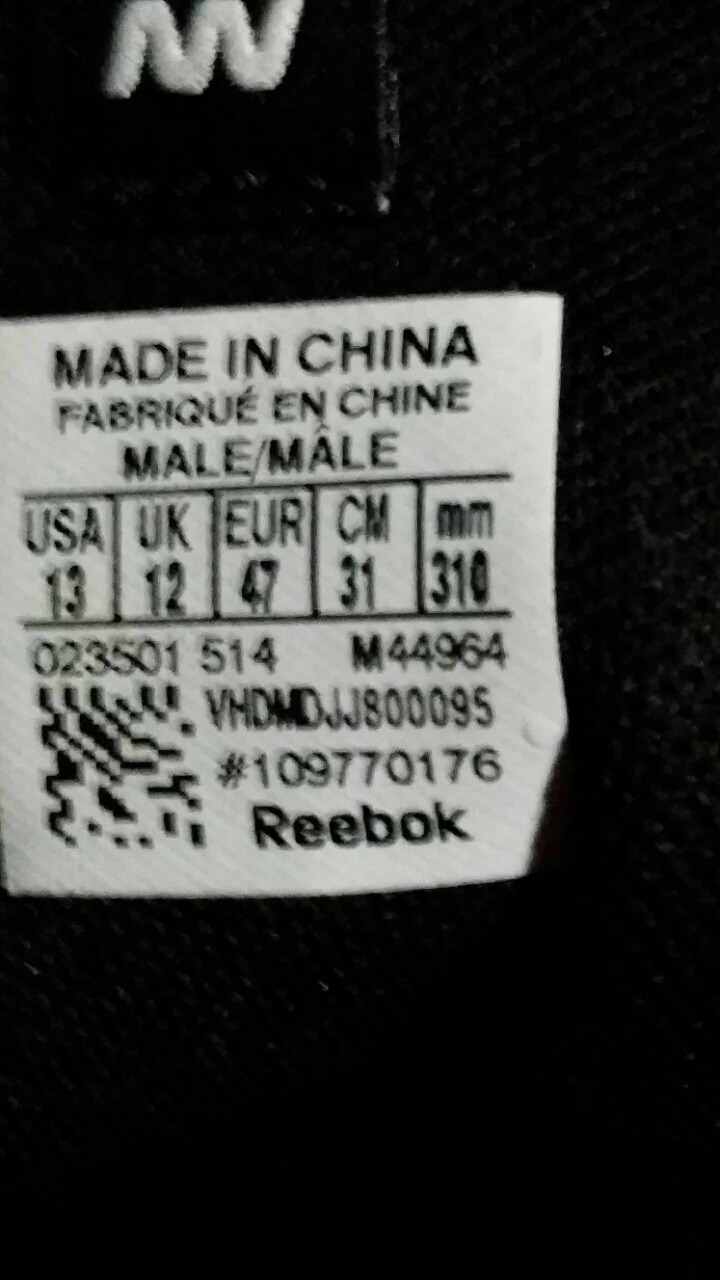 MADE IN CHINA
FABRIQUÉ EN CHINE
MALE/MÂLE
USA UK EUR CM mm
13 12 47 31 310
023501 514 M44964
VHDMDJJ800095
#109770176
Reebok